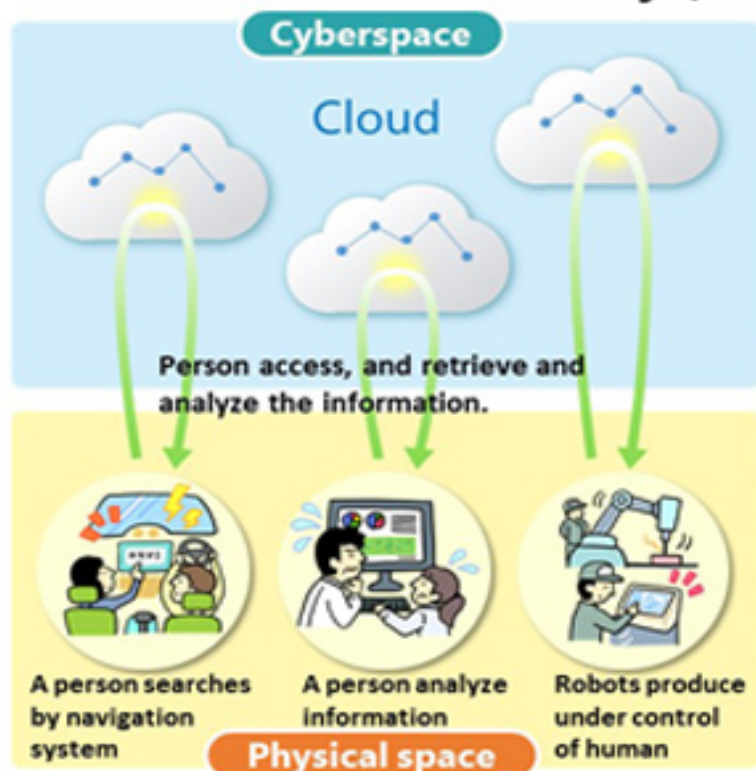 Cyberspace
Cloud
Person access, and retrieve and
analyze the information.
A person searches
by navigation
system
A person analyze
information
Robots produce
under control
of human
Physical space